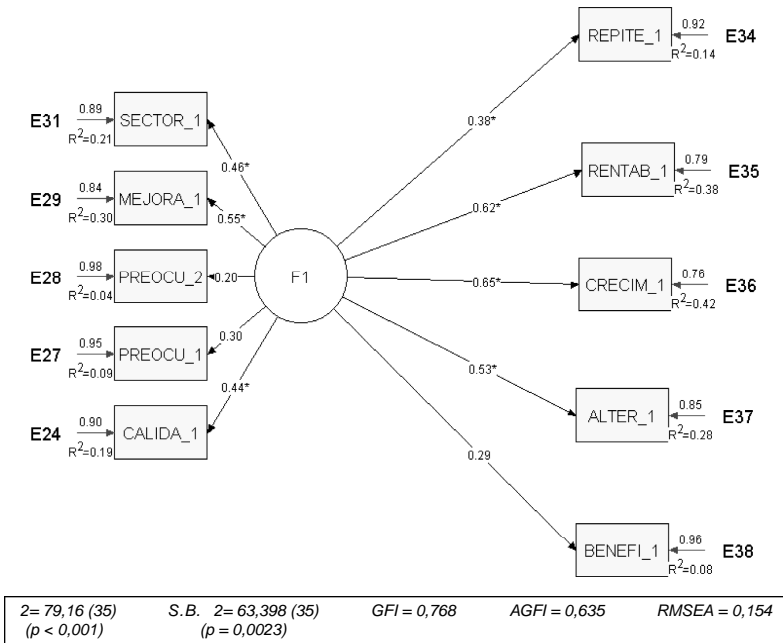 0.92
REPITE_1
E34
R2=0.14
0.89
E31
SECTOR_1
R2=0.21
0.38*
0.46*
0.79
RENTAB_1
E35
R2=0.38
0.84
E29
MEJORA_1
R2=0.30
0.55*
0.62*
0.98
E28
PREOCU_2
R2=0.04
0.20
F1
0.65*
0.76
CRECIM_1
E36
R2=0.42
0.95
E27
PREOCU_1
R2=0.09
0.30
0.53*
0.90
E24
CALIDA_1
R2=0.19
0.44*
0.85
ALTER_1
E37
R2=0.28
0.29
0.96
BENEFI_1
E38
R2=0.08
2= 79,16 (35) S.B. 2= 63,398 (35) GFI = 0,768 AGFI = 0,635 RMSEA = 0,154
(p < 0,001) (p = 0,0023)